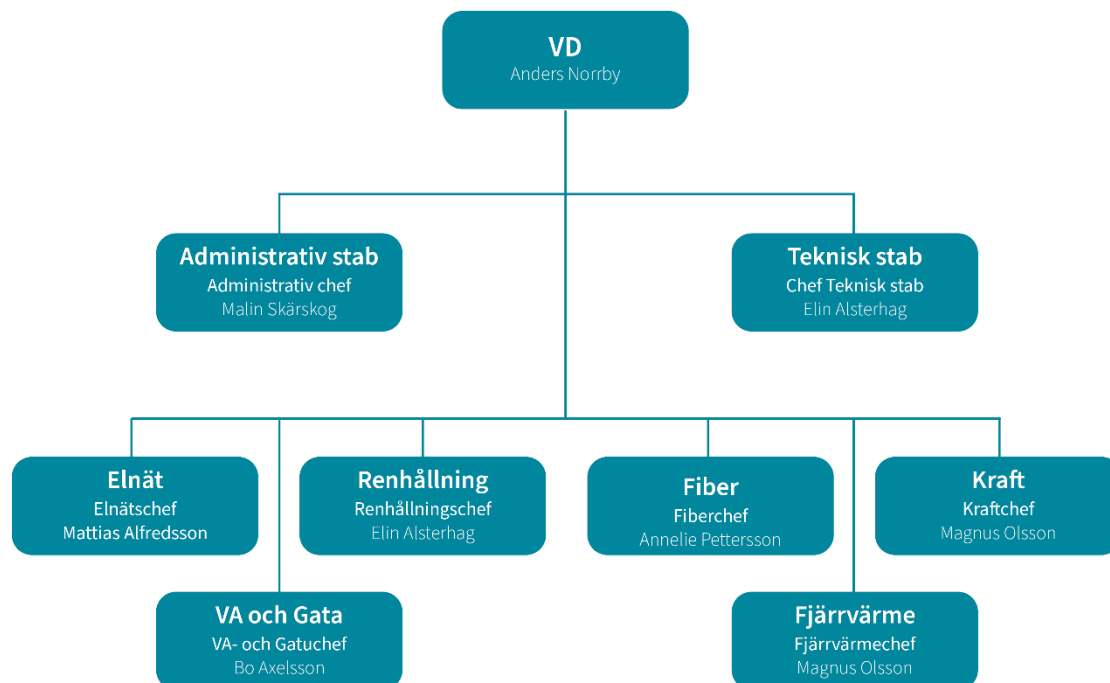 VD
Anders Norrby
Administrativ stab
Administrativ chef
Malin Skärskog
Teknisk stab
Chef Teknisk stab
Elin Alsterhag
Elnät
Elnätschef
Mattias Alfredsson
Renhållning
Renhållningschef
Elin Alsterhag
Fiber
Fiberchef
Annelie Pettersson
Kraft
Kraftchef
Magnus Olsson
VA och Gata
VA- och Gatuchef
Bo Axelsson
Fjärrvärme
Fjärrvärmechef
Magnus Olsson